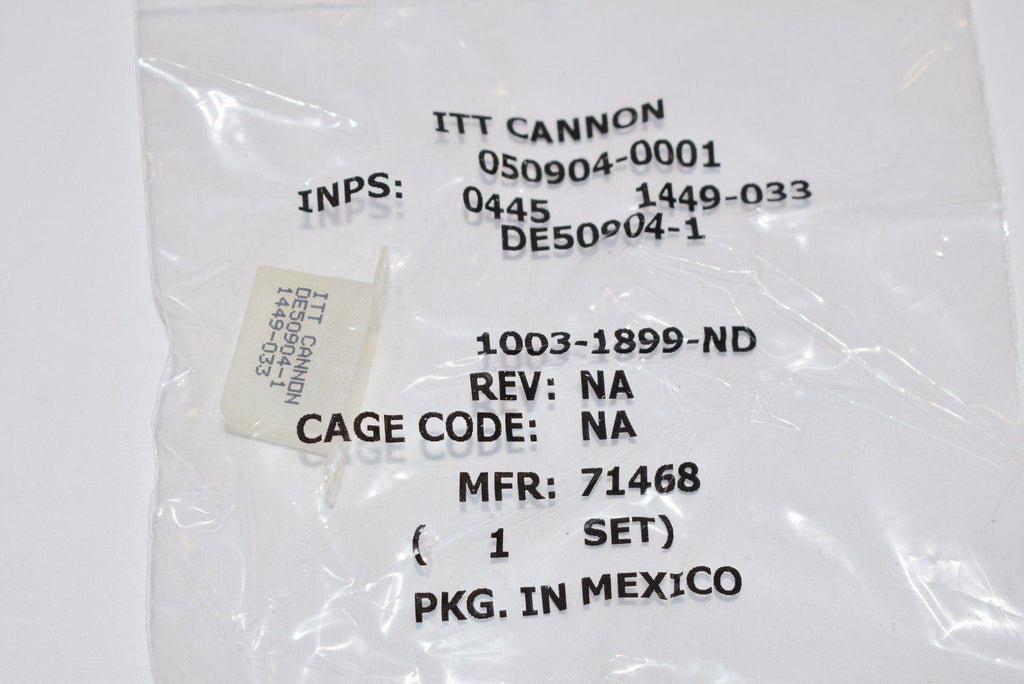 ITT CANNON
050904-0001
INPS: 0445 1449-033
DE50904-1
1003-1899-ND
REV: NA
CAGE CODE: NA
MFR: 71468
( 1 SET)
PKG. IN MEXICO
ITT CANNON
DE50904-1
1449-033